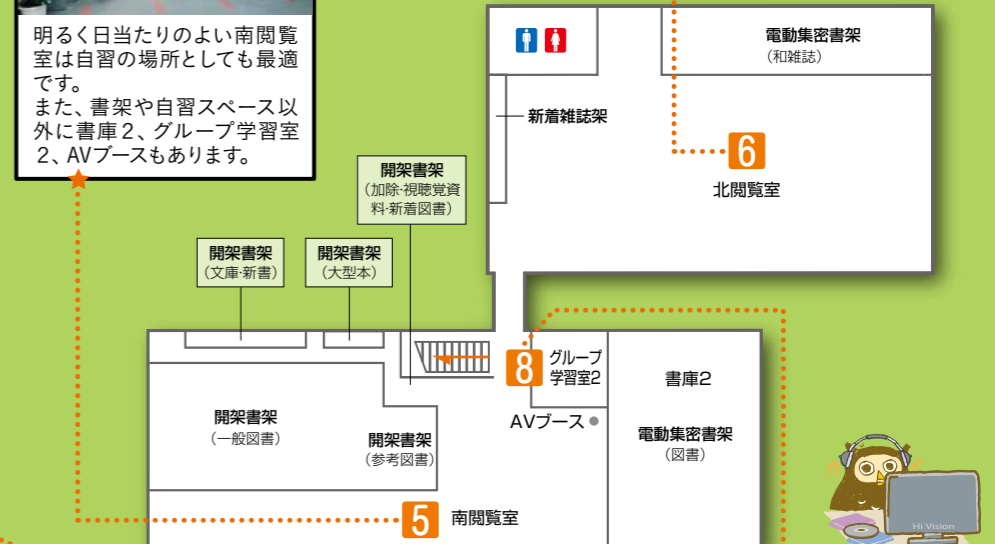 明るく日当たりのよい南閲覧
室は自習の場所としても最適
です。
また、書架や自習スペース以
外に書庫2、グループ学習室
2、AVブースもあります。
電動集密書架
(和雑誌)
新着雑誌架
6
北閲覧室
開架書架
(加除・視聴覚資
料・新着図書)
開架書架
(文庫・新書)
開架書架
(大型本)
8
グループ
学習室2
AVブース
書庫2
電動集密書架
(図書)
開架書架
(一般図書)
開架書架
(参考図書)
5
南閲覧室
Hi Vision